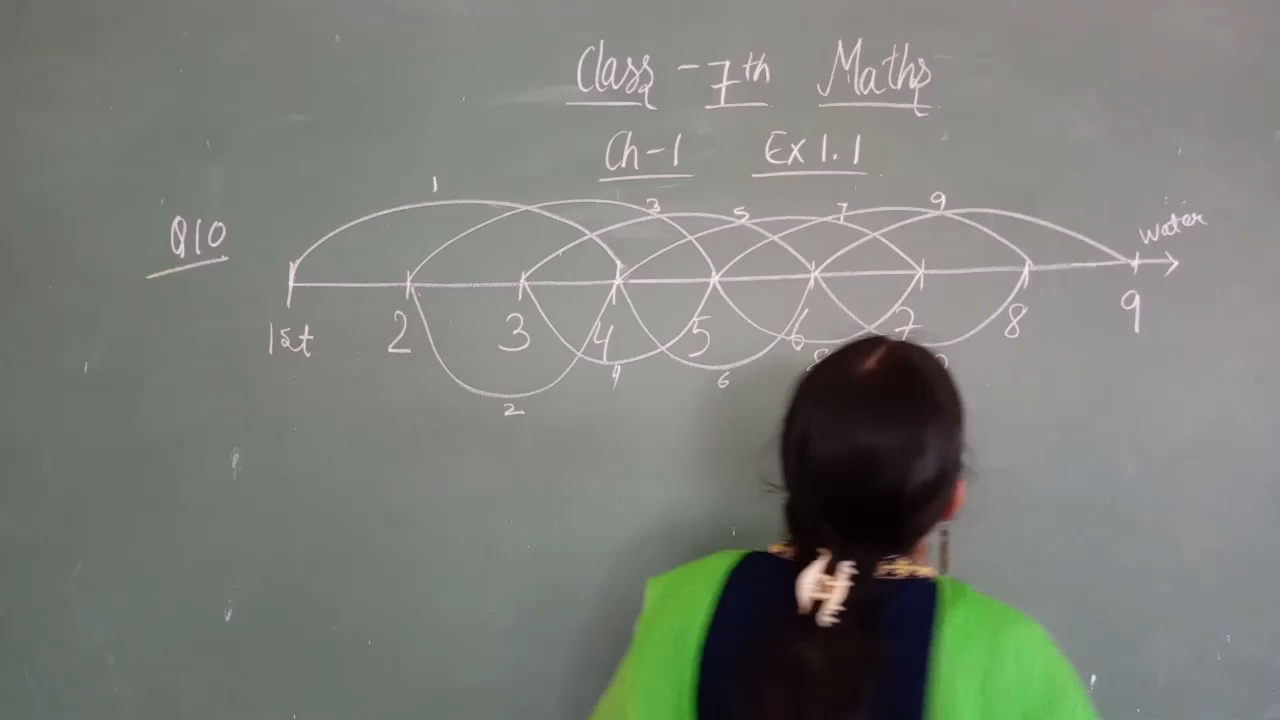 Class - 7th Maths
Ch-1 Ex 1.1
Q10
1 3 5 7 9
water
1st 2 3 4 5 6 7 8 9
2 4 6 8